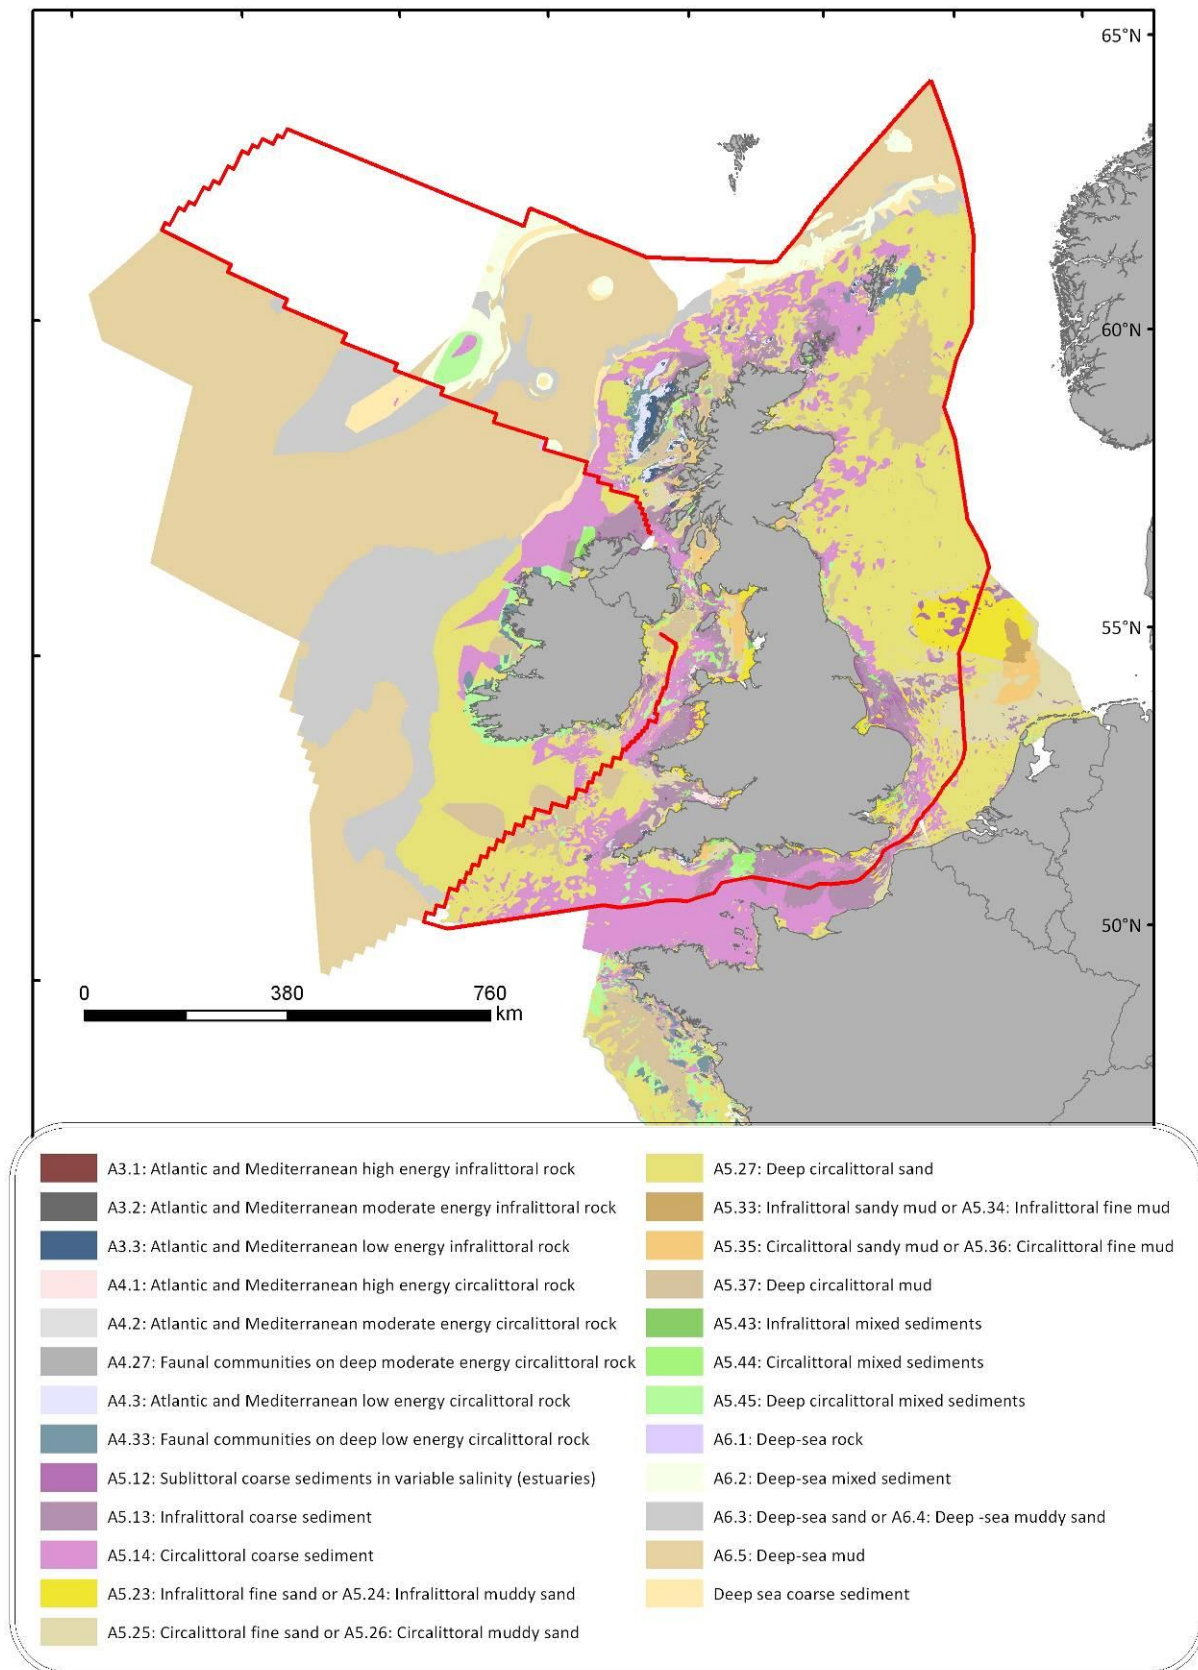 65°N
60°N
55°N
50°N
0 380 760
km
A3.1: Atlantic and Mediterranean high energy infralittoral rock
A3.2: Atlantic and Mediterranean moderate energy infralittoral rock
A3.3: Atlantic and Mediterranean low energy infralittoral rock
A4.1: Atlantic and Mediterranean high energy circalittoral rock
A4.2: Atlantic and Mediterranean moderate energy circalittoral rock
A4.27: Faunal communities on deep moderate energy circalittoral rock
A4.3: Atlantic and Mediterranean low energy circalittoral rock
A4.33: Faunal communities on deep low energy circalittoral rock
A5.12: Sublittoral coarse sediments in variable salinity (estuaries)
A5.13: Infralittoral coarse sediment
A5.14: Circalittoral coarse sediment
A5.23: Infralittoral fine sand or A5.24: Infralittoral muddy sand
A5.25: Circalittoral fine sand or A5.26: Circalittoral muddy sand
A5.27: Deep circalittoral sand
A5.33: Infralittoral sandy mud or A5.34: Infralittoral fine mud
A5.35: Circalittoral sandy mud or A5.36: Circalittoral fine mud
A5.37: Deep circalittoral mud
A5.43: Infralittoral mixed sediments
A5.44: Circalittoral mixed sediments
A5.45: Deep circalittoral mixed sediments
A6.1: Deep-sea rock
A6.2: Deep-sea mixed sediment
A6.3: Deep-sea sand or A6.4: Deep -sea muddy sand
A6.5: Deep-sea mud
Deep sea coarse sediment